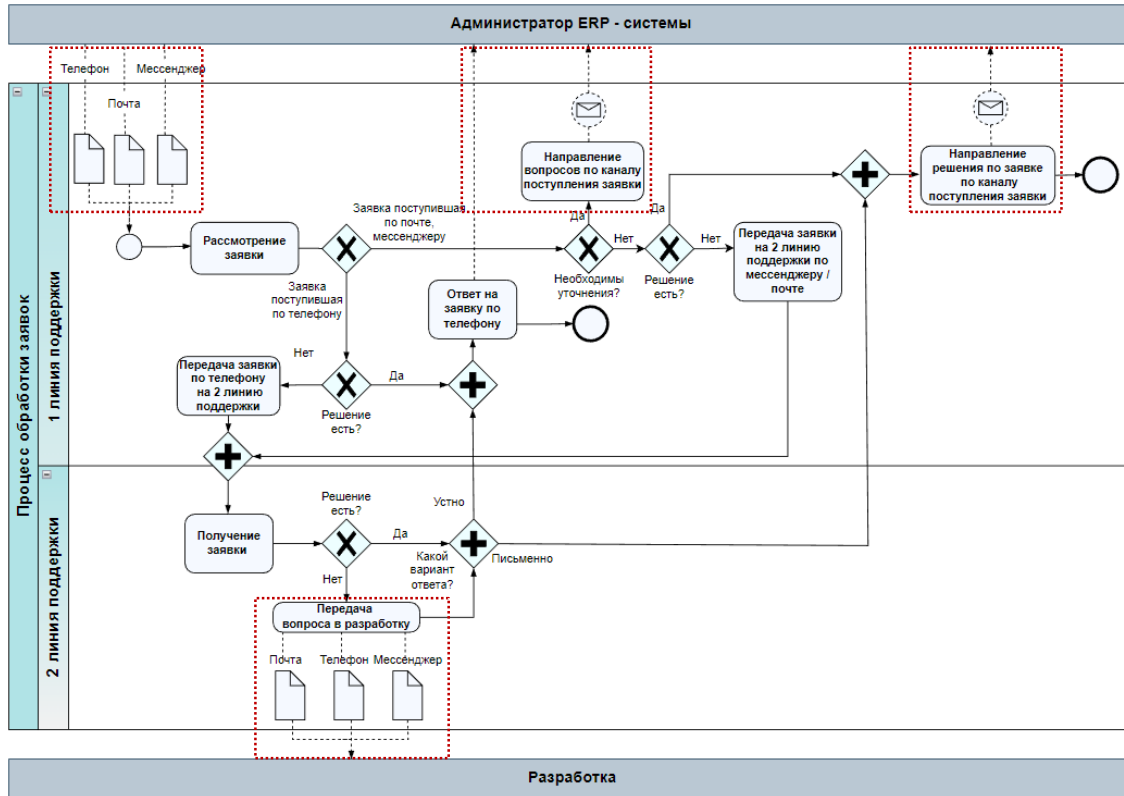 Администратор ERP - системы
Телефон
Мессенджер
Почта
Процесс обработки заявок
1 линия поддержки
2 линия поддержки
Направление
вопросов по каналу
поступления заявки
Направление
решения по заявке
по каналу
поступления заявки
Рассмотрение
заявки
Заявка поступившая
по почте,
мессенджеру
Да
Нет
Да
Нет
Необходимы
уточнения?
Решение
есть?
Передача заявки
на 2 линию
поддержки по
мессенджеру /
почте
Заявка
поступившая
по телефону
Ответ на
заявку по
телефону
Нет
Передача заявки
по телефону
на 2 линию
поддержки
Да
Решение
есть?
Решение
есть?
Устно
Получение
заявки
Да
Какой
вариант
ответа?
Письменно
Нет
Передача
вопроса в разработку
Почта
Телефон
Мессенджер
Разработка